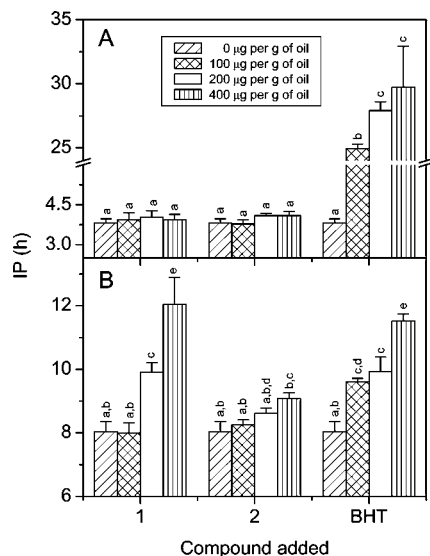 A
0 μg per g of oil
100 μg per g of oil
200 μg per g of oil
400 μg per g of oil
35
30
25
4.5
3.0
a a a a a a a a a b c c
IP (h)
B
12
10
8
6
a,b a,b c e a,b a,b a,b,d b,c a,b c,d c e
1 2 BHT
Compound added